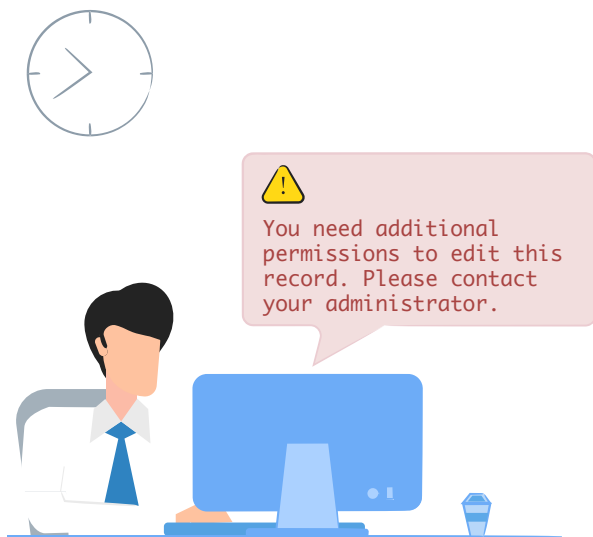 !
You need additional
permissions to edit this
record. Please contact
your administrator.